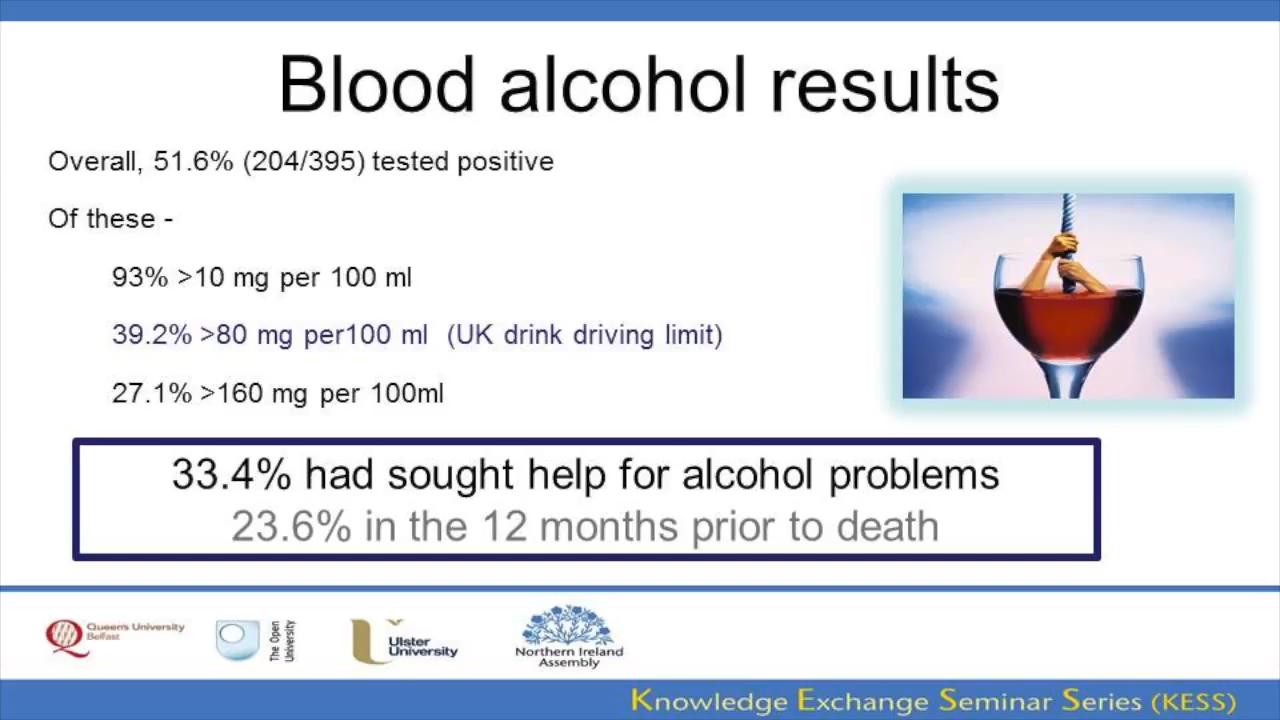 Blood alcohol results
Overall, 51.6% (204/395) tested positive
Of these -
93% >10 mg per 100 ml
39.2% >80 mg per100 ml (UK drink driving limit)
27.1% >160 mg per 100ml
33.4% had sought help for alcohol problems
23.6% in the 12 months prior to death
Queen's University
Belfast
The Open
University
Ulster
University
Northern Ireland
Assembly
Knowledge Exchange Seminar Series (KESS)